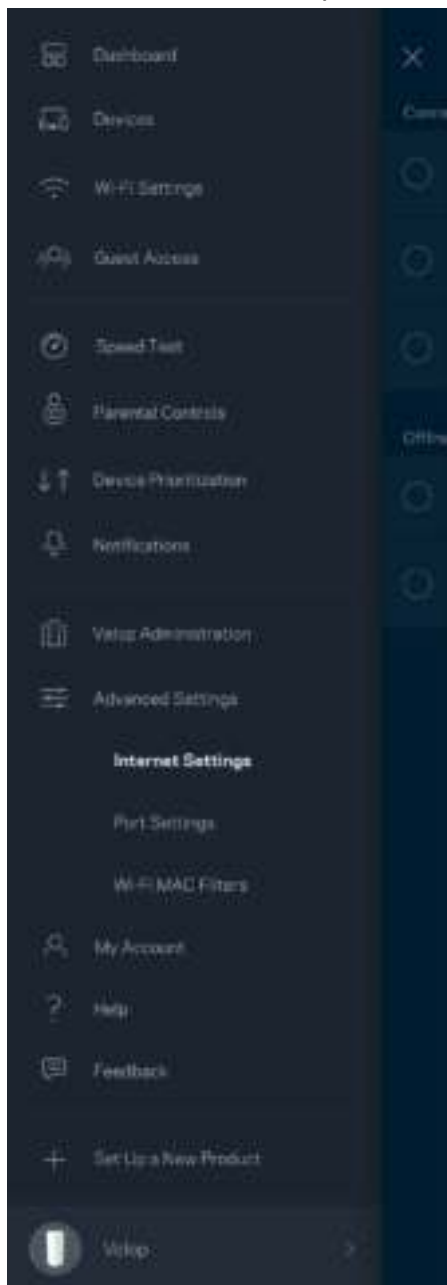 Dashboard
Devices
Wi-Fi Settings
Guest Access
Speed Test
Parental Controls
Device Prioritization
Notifications
Velop Administration
Advanced Settings
Internet Settings
Port Settings
Wi-Fi MAC Filters
My Account
Help
Feedback
Set Up a New Product
Velop